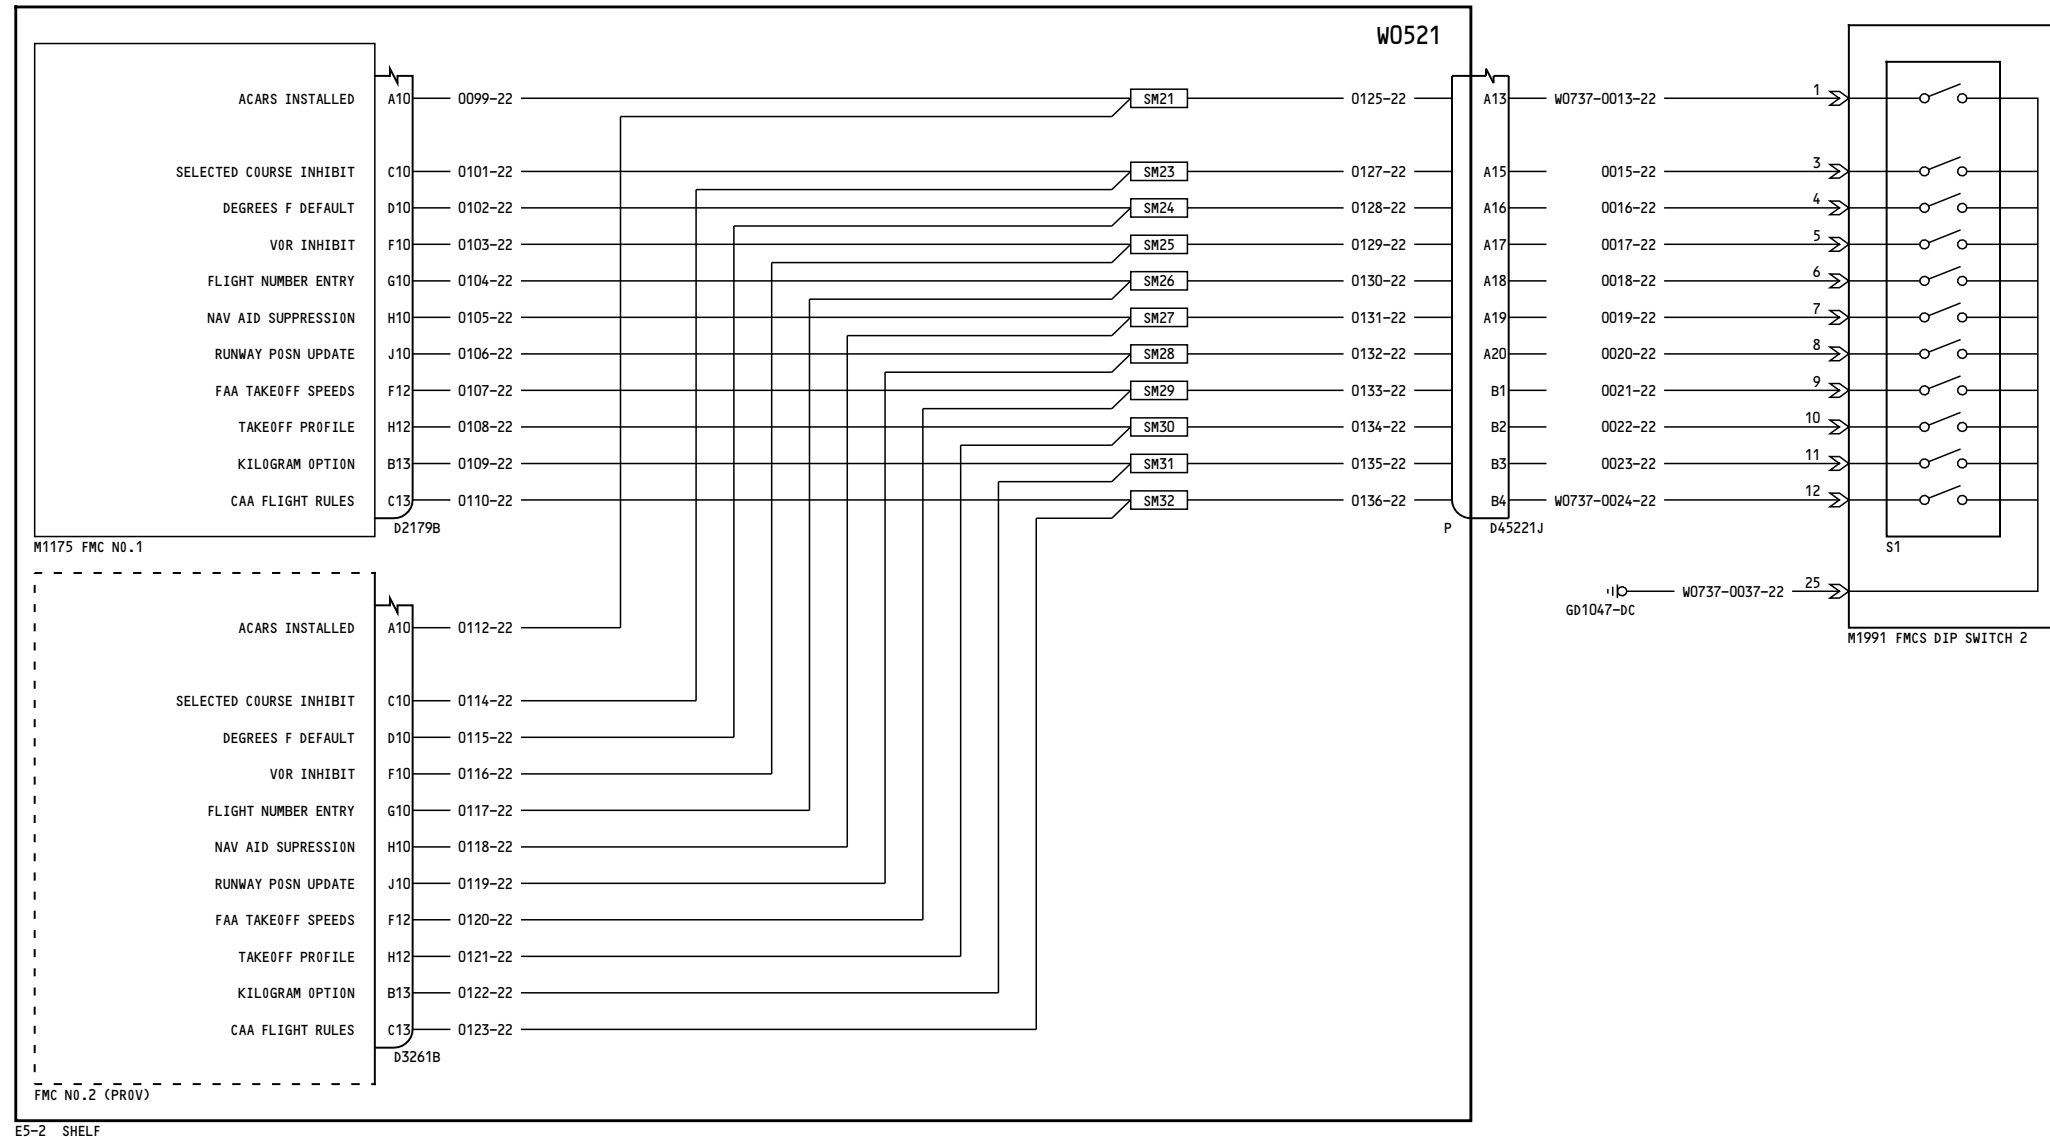 W0521
ACARS INSTALLED A10 0099-22 SM21 0125-22 A13 W0737-0013-22 1
SELECTED COURSE INHIBIT C10 0101-22 SM23 0127-22 A15 0015-22 3
DEGREES F DEFAULT D10 0102-22 SM24 0128-22 A16 0016-22 4
VOR INHIBIT F10 0103-22 SM25 0129-22 A17 0017-22 5
FLIGHT NUMBER ENTRY G10 0104-22 SM26 0130-22 A18 0018-22 6
NAV AID SUPPRESSION H10 0105-22 SM27 0131-22 A19 0019-22 7
RUNWAY POSN UPDATE J10 0106-22 SM28 0132-22 A20 0020-22 8
FAA TAKEOFF SPEEDS F12 0107-22 SM29 0133-22 B1 0021-22 9
TAKEOFF PROFILE H12 0108-22 SM30 0134-22 B2 0022-22 10
KILOGRAM OPTION B13 0109-22 SM31 0135-22 B3 0023-22 11
CAA FLIGHT RULES C13 0110-22 SM32 0136-22 B4 W0737-0024-22 12
D2179B P D45221J
M1175 FMC NO.1 S1
W0737-0037-22 25
GD1047-DC
ACARS INSTALLED A10 0112-22
M1991 FMCS DIP SWITCH 2
SELECTED COURSE INHIBIT C10 0114-22
DEGREES F DEFAULT D10 0115-22
VOR INHIBIT F10 0116-22
FLIGHT NUMBER ENTRY G10 0117-22
NAV AID SUPRESSION H10 0118-22
RUNWAY POSN UPDATE J10 0119-22
FAA TAKEOFF SPEEDS F12 0120-22
TAKEOFF PROFILE H12 0121-22
KILOGRAM OPTION B13 0122-22
CAA FLIGHT RULES C13 0123-22
D3261B
FMC NO.2 (PROV)
E5-2 SHELF